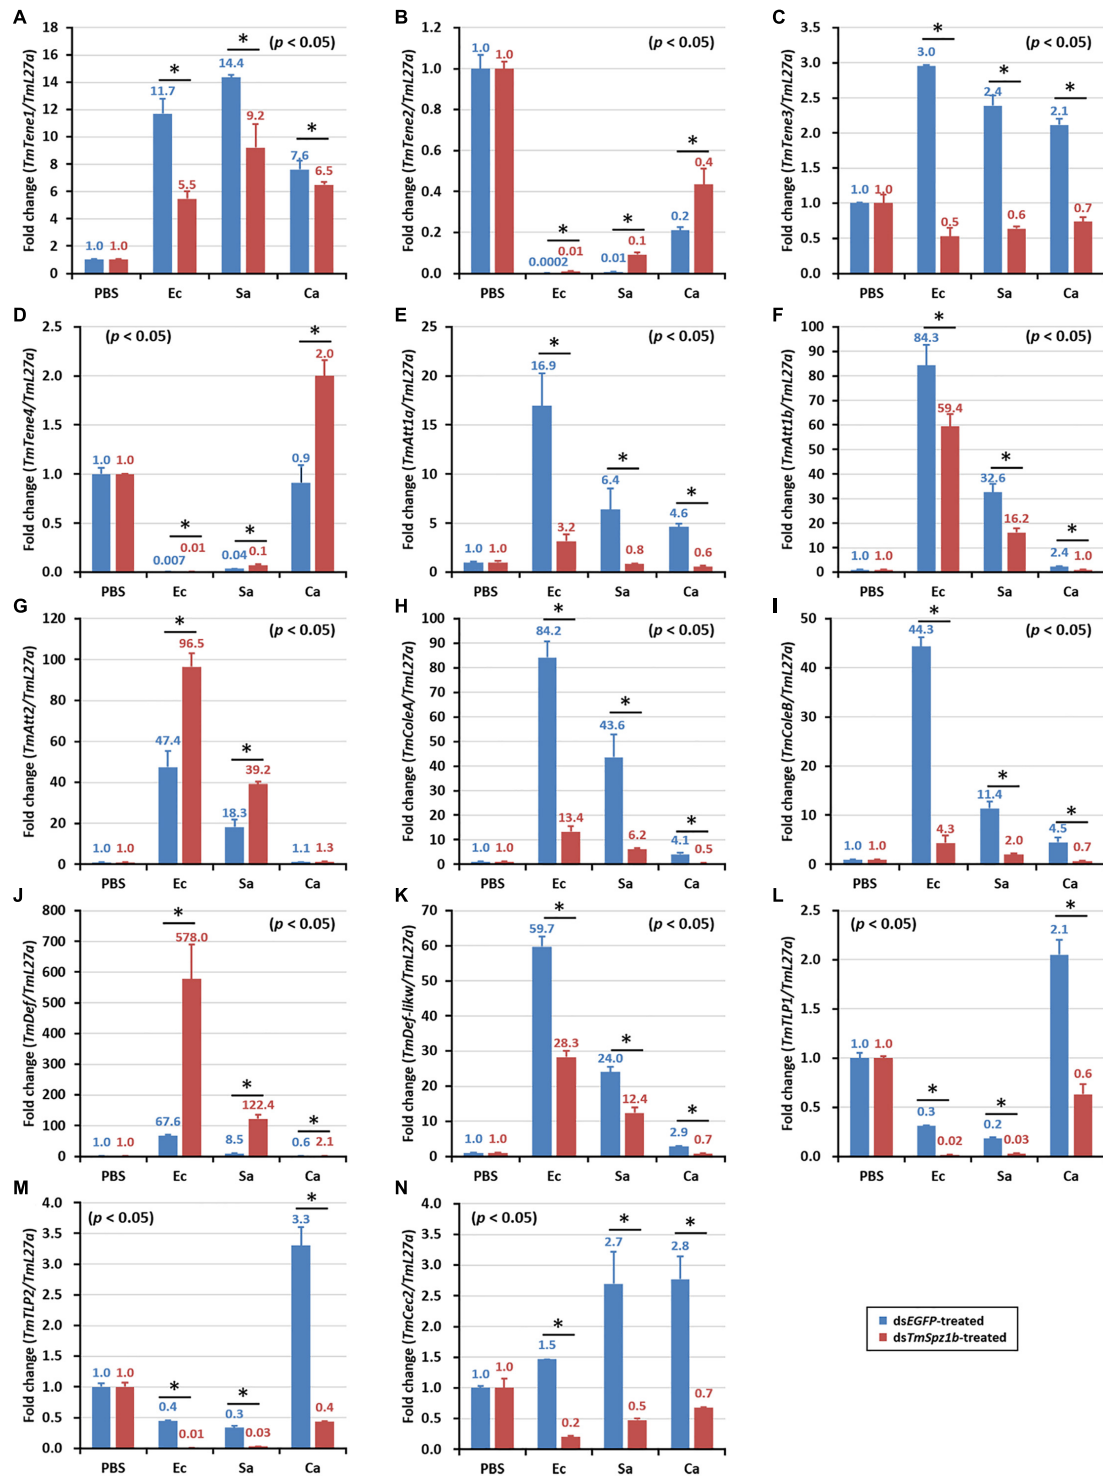 A
Fold change (TmTene1/TmL27a)
18
16
14
12
10
8
6
4
2
0
(p < 0.05)
1.0 1.0
11.7 * 5.5
14.4 * 9.2
7.6 * 6.5
PBS Ec Sa Ca
B
Fold change (TmTene2/TmL27a)
1.2
1.0
0.8
0.6
0.4
0.2
0.0
(p < 0.05)
1.0 1.0
0.0002 * 0.01
0.01 * 0.1
0.2 * 0.4
PBS Ec Sa Ca
C
Fold change (TmTene3/TmL27a)
3.5
3.0
2.5
2.0
1.5
1.0
0.5
0.0
(p < 0.05)
1.0 1.0
3.0 * 0.5
2.4 * 0.6
2.1 * 0.7
PBS Ec Sa Ca
D
Fold change (TmTene4/TmL27a)
2.5
2.0
1.5
1.0
0.5
0.0
(p < 0.05)
1.0 1.0
0.007 * 0.01
0.04 * 0.1
0.9 * 2.0
PBS Ec Sa Ca
E
Fold change (TmAtt1a/TmL27a)
25
20
15
10
5
0
(p < 0.05)
1.0 1.0
16.9 * 3.2
6.4 * 0.8
4.6 * 0.6
PBS Ec Sa Ca
F
Fold change (TmAtt1b/TmL27a)
100
90
80
70
60
50
40
30
20
10
0
(p < 0.05)
1.0 1.0
84.3 * 59.4
32.6 * 16.2
2.4 * 1.0
PBS Ec Sa Ca
G
Fold change (TmAtt2/TmL27a)
120
100
80
60
40
20
0
(p < 0.05)
1.0 1.0
47.4 * 96.5
18.3 * 39.2
1.1 1.3
PBS Ec Sa Ca
H
Fold change (TmColeA/TmL27a)
100
90
80
70
60
50
40
30
20
10
0
(p < 0.05)
1.0 1.0
84.2 * 13.4
43.6 * 6.2
4.1 * 0.5
PBS Ec Sa Ca
I
Fold change (TmColeB/TmL27a)
50
40
30
20
10
0
(p < 0.05)
1.0 1.0
44.3 * 4.3
11.4 * 2.0
4.5 * 0.7
PBS Ec Sa Ca
J
Fold change (TmDef/TmL27a)
800
700
600
500
400
300
200
100
0
(p < 0.05)
1.0 1.0
67.6 * 578.0
8.5 * 122.4
0.6 * 2.1
PBS Ec Sa Ca
K
Fold change (TmDef-likw/TmL27a)
70
60
50
40
30
20
10
0
(p < 0.05)
1.0 1.0
59.7 * 28.3
24.0 * 12.4
2.9 * 0.7
PBS Ec Sa Ca
L
Fold change (TmTLP1/TmL27a)
2.5
2.0
1.5
1.0
0.5
0.0
(p < 0.05)
1.0 1.0
0.3 * 0.02
0.2 * 0.03
2.1 * 0.6
PBS Ec Sa Ca
M
Fold change (TmTLP2/TmL27a)
4.0
3.5
3.0
2.5
2.0
1.5
1.0
0.5
0.0
(p < 0.05)
1.0 1.0
0.4 * 0.01
0.3 * 0.03
3.3 * 0.4
PBS Ec Sa Ca
N
Fold change (TmCec2/TmL27a)
4.0
3.5
3.0
2.5
2.0
1.5
1.0
0.5
0.0
(p < 0.05)
1.0 1.0
1.5 * 0.2
2.7 * 0.5
2.8 * 0.7
PBS Ec Sa Ca
dsEGFP-treated
dsTmSpz1b-treated